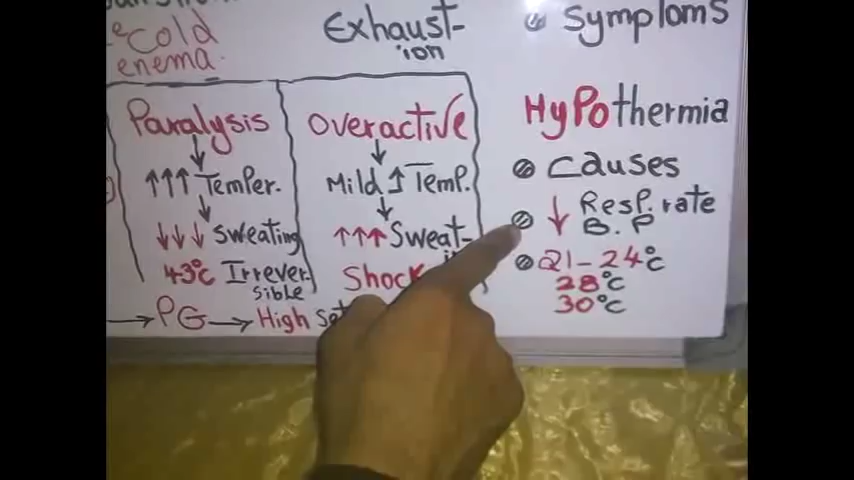 Cold
enema.
Paralysis
↑↑↑ Temper.
↓↓↓ Sweating
43°C Irrever-
sible
→ PG → High Set
Exhaust-
ion
Overactive
Mild ↑ Temp.
↑↑↑ Sweat-
Shock
Symptoms
Hypothermia
Causes
↓ Resp. rate
B.P
21-24°C
28°C
30°C